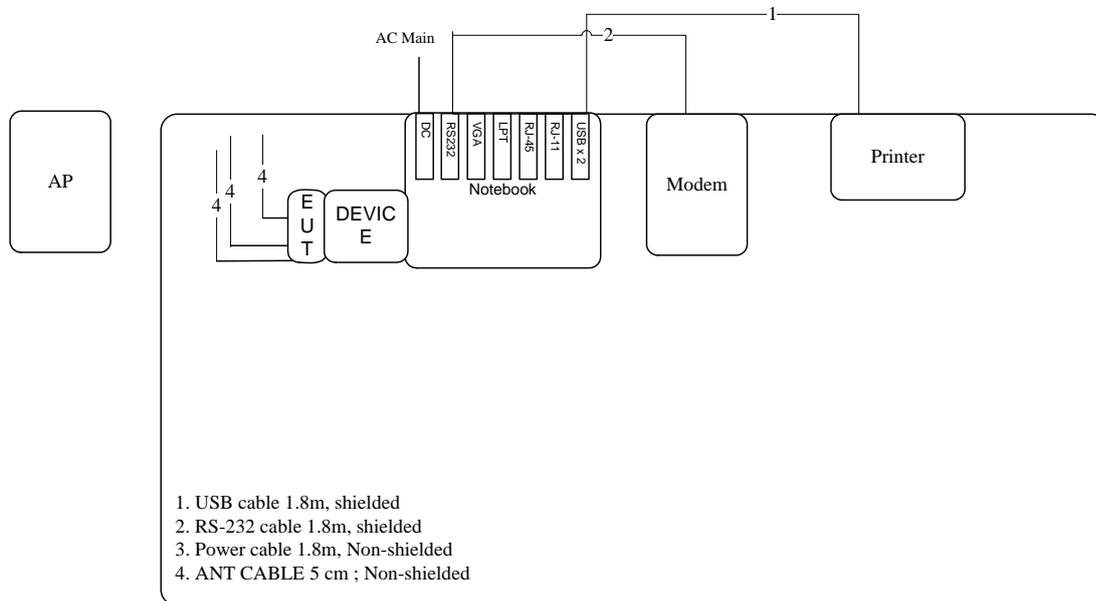 1
AC Main
2
DC
RS232
VGA
LPT
RJ-45
RJ-11
USB x 2
AP
4
4
4
E
U
T
DEVIC
E
Notebook
Modem
Printer
1. USB cable 1.8m, shielded
2. RS-232 cable 1.8m, shielded
3. Power cable 1.8m, Non-shielded
4. ANT CABLE 5 cm ; Non-shielded